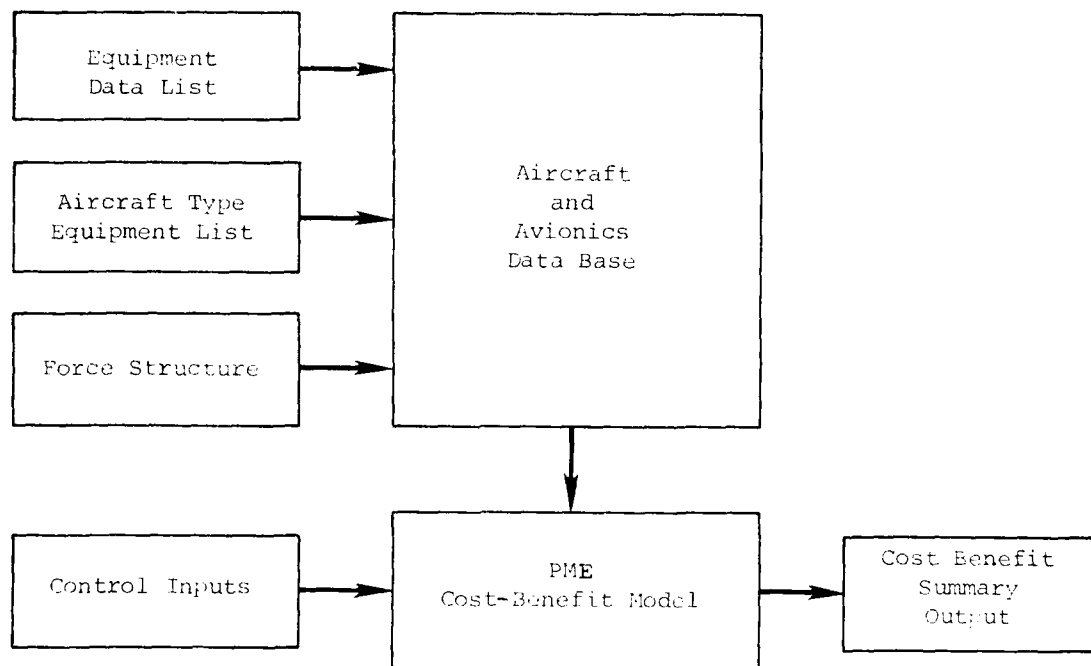 Equipment
Data List
Aircraft Type
Equipment List
Force Structure
Aircraft
and
Avionics
Data Base
Control Inputs
PME
Cost-Benefit Model
Cost Benefit
Summary
Output